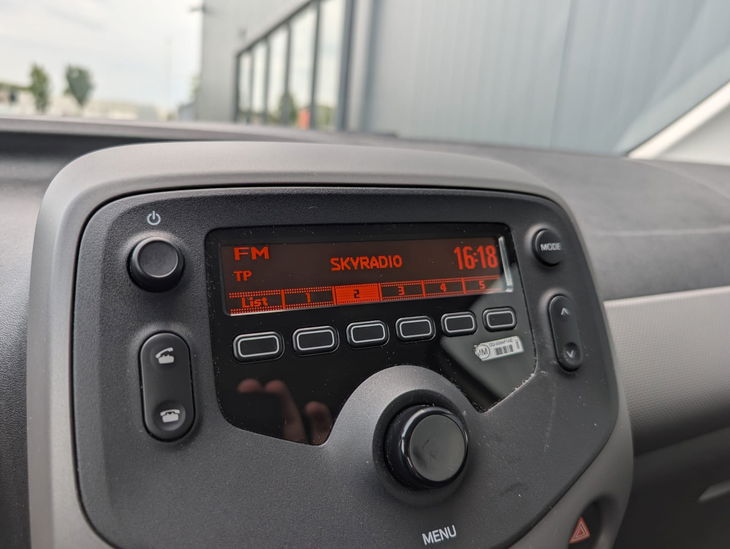 FM
SKYRADIO
16:18
TP
List 1 2 3 4 5
MODE
MENU